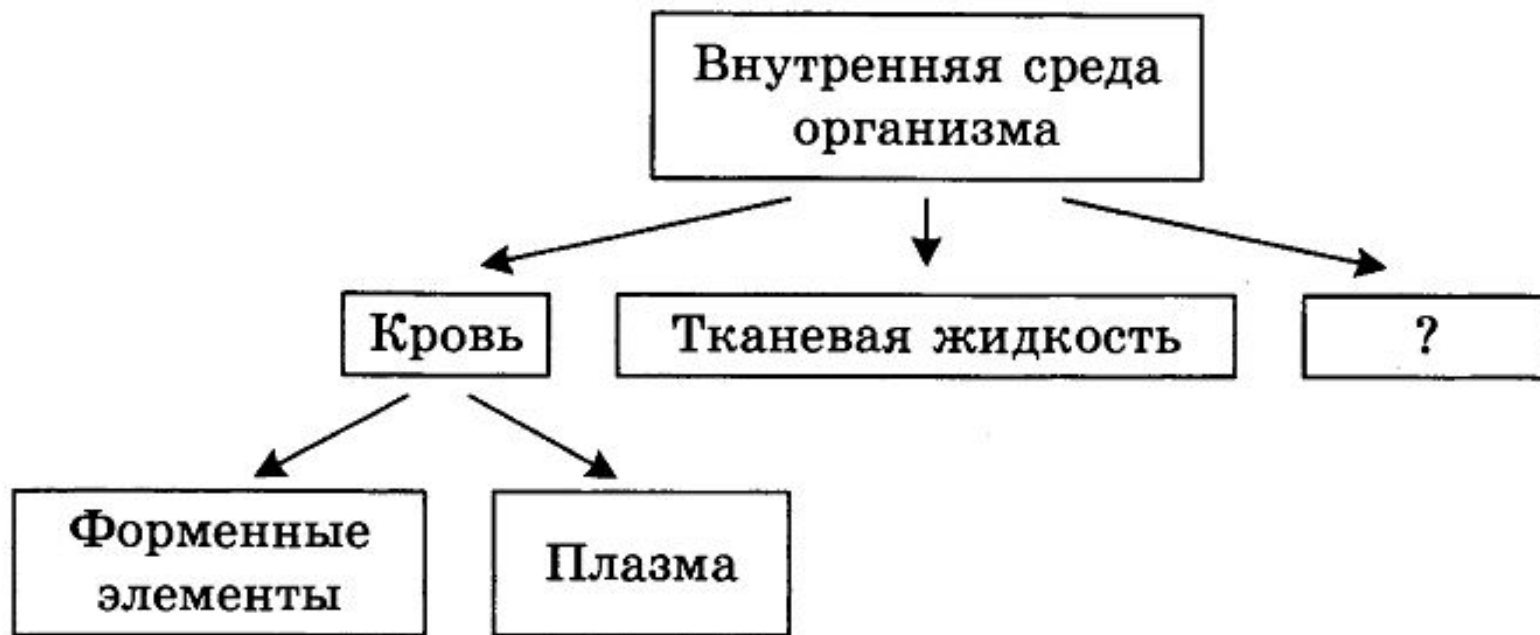 Внутренняя среда
организма
Кровь
Тканевая жидкость
?
Форменные
элементы
Плазма